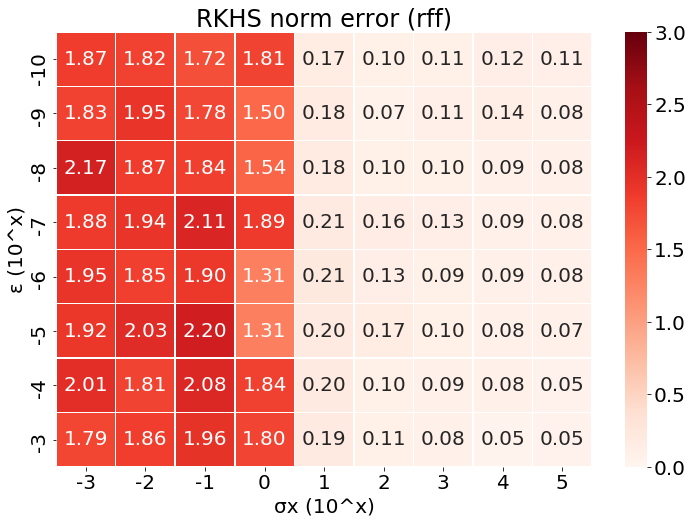 RKHS norm error (rff)
-10 1.87 1.82 1.72 1.81 0.17 0.10 0.11 0.12 0.11
-9 1.83 1.95 1.78 1.50 0.18 0.07 0.11 0.14 0.08
-8 2.17 1.87 1.84 1.54 0.18 0.10 0.10 0.09 0.08
-7 1.88 1.94 2.11 1.89 0.21 0.16 0.13 0.09 0.08
-6 1.95 1.85 1.90 1.31 0.21 0.13 0.09 0.09 0.08
-5 1.92 2.03 2.20 1.31 0.20 0.17 0.10 0.08 0.07
-4 2.01 1.81 2.08 1.84 0.20 0.10 0.09 0.08 0.05
-3 1.79 1.86 1.96 1.80 0.19 0.11 0.08 0.05 0.05
-3 -2 -1 0 1 2 3 4 5
σx (10^x)
ε (10^x)
3.0
2.5
2.0
1.5
1.0
0.5
0.0